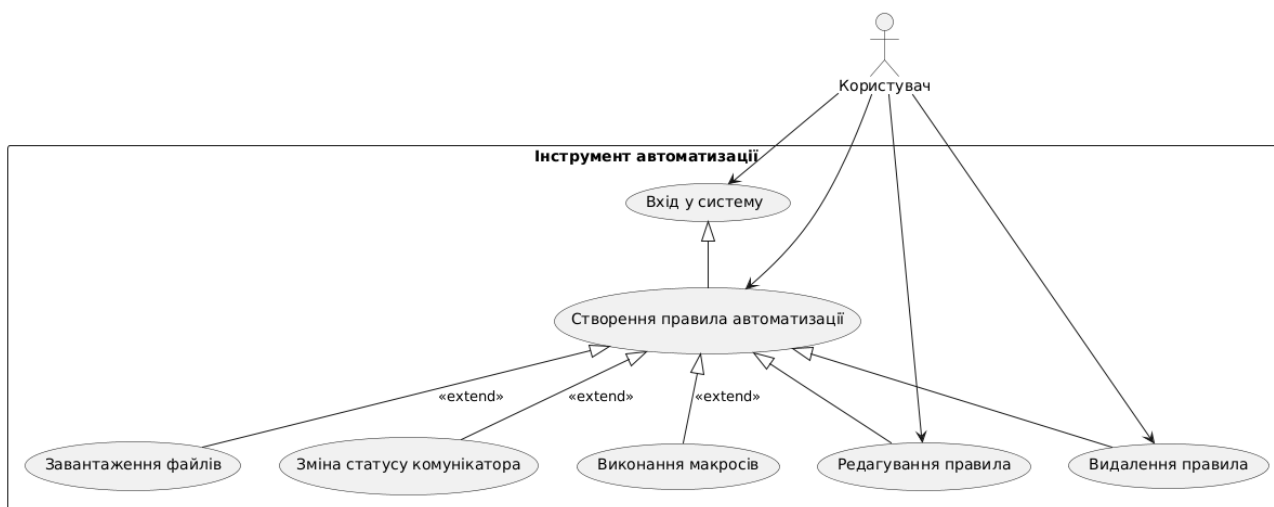 Користувач
Інструмент автоматизації
Вхід у систему
Створення правила автоматизації
«extend»
«extend»
«extend»
Завантаження файлів
Зміна статусу комунікатора
Виконання макросів
Редагування правила
Видалення правила